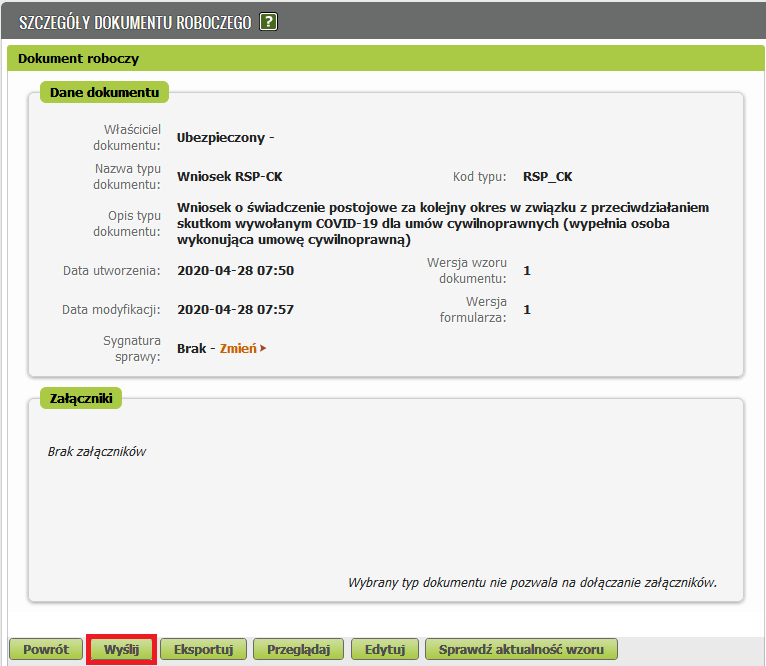 SZCZEGÓŁY DOKUMENTU ROBOCZEGO ?
Dokument roboczy
Dane dokumentu
Właściciel
dokumentu:
Ubezpieczony -
Nazwa typu
dokumentu:
Wniosek RSP-CK
Kod typu:
RSP_CK
Opis typu
dokumentu:
Wniosek o świadczenie postojowe za kolejny okres w związku z przeciwdziałaniem
skutkom wywołanym COVID-19 dla umów cywilnoprawnych (wypełnia osoba
wykonująca umowę cywilnoprawną)
Data utworzenia:
2020-04-28 07:50
Wersja wzoru
dokumentu:
1
Data modyfikacji:
2020-04-28 07:57
Wersja
formularza:
1
Sygnatura
sprawy:
Brak - Zmień
Załączniki
Brak załączników
Wybrany typ dokumentu nie pozwala na dołączanie załączników.
Powrót
Wyślij
Eksportuj
Przeglądaj
Edytuj
Sprawdź aktualność wzoru